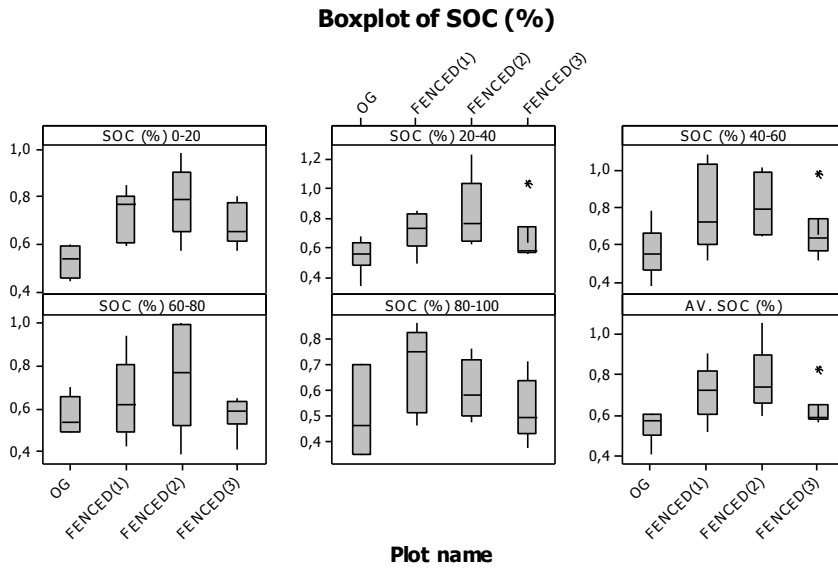 Boxplot of SOC (%)
OG
FENCED(1)
FENCED(2)
FENCED(3)
SOC (%) 0-20
SOC (%) 20-40
SOC (%) 40-60
1,0
0,8
0,6
0,4
1,2
1,0
0,8
0,6
0,4
1,0
0,8
0,6
0,4
SOC (%) 60-80
SOC (%) 80-100
AV. SOC (%)
1,0
0,8
0,6
0,4
0,8
0,7
0,6
0,5
0,4
1,0
0,8
0,6
0,4
OG
FENCED(1)
FENCED(2)
FENCED(3)
OG
FENCED(1)
FENCED(2)
FENCED(3)
Plot name